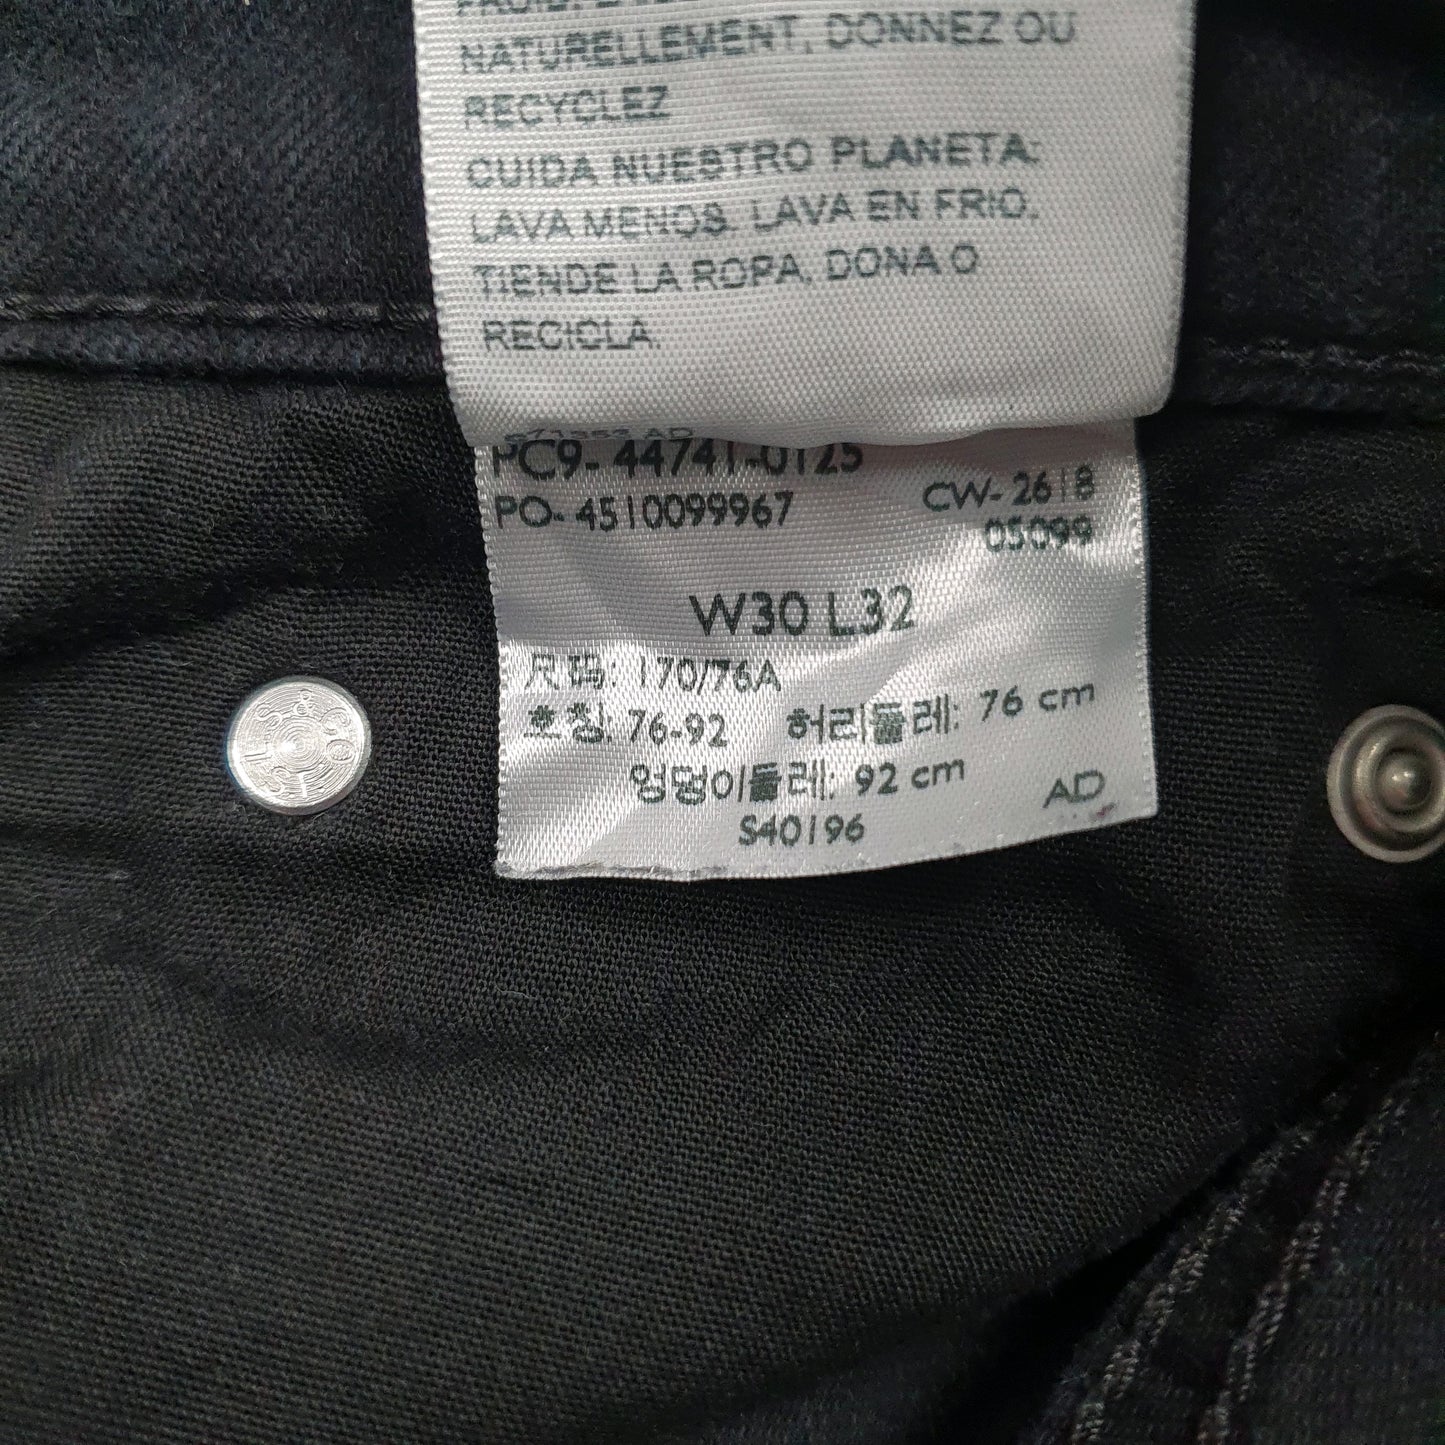 NATURELLEMENT, DONNEZ OU
RECYCLEZ
CUIDA NUESTRO PLANETA:
LAVA MENOS. LAVA EN FRIO.
TIENDE LA ROPA, DONA O
RECICLA.
PC9-44741-0125
PO-4510099967
CW-2618
05099
W30 L32
尺码: 170/76A
호칭: 76-92 허리둘레: 76 cm
엉덩이둘레: 92 cm
AD
S40196